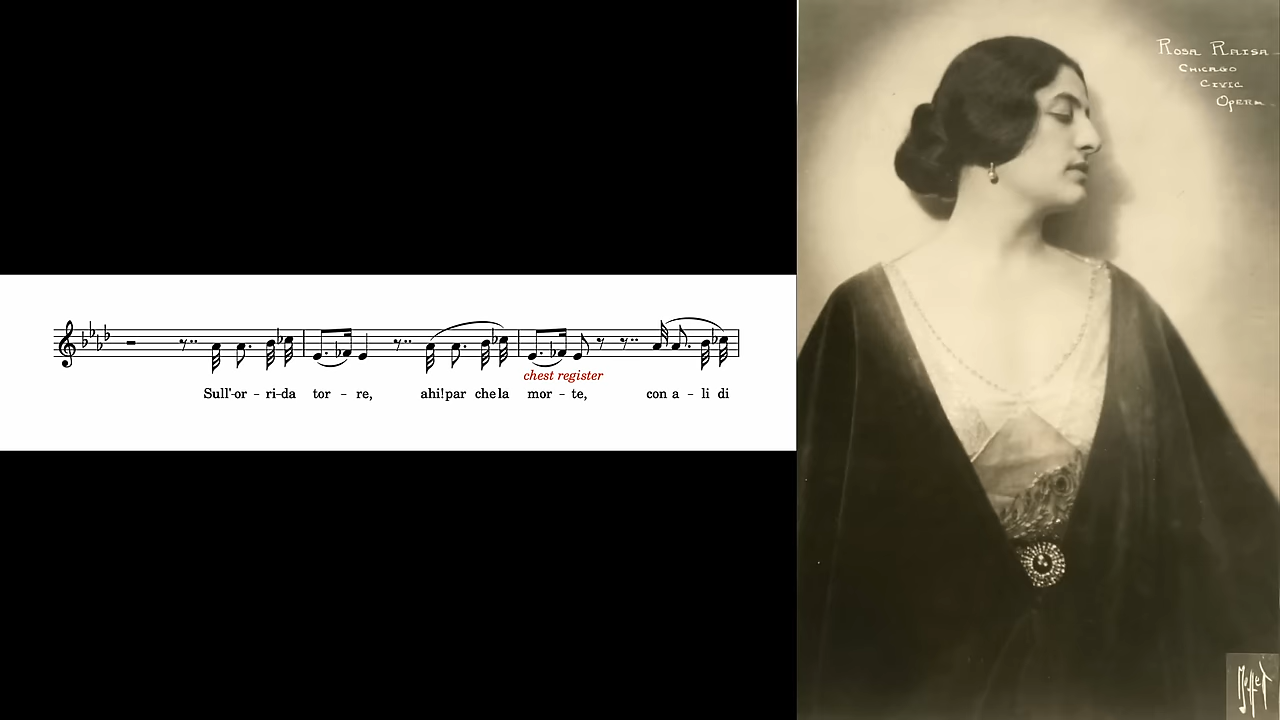 chest register
Sull'-or - ri-da tor - re, ahi! par che la mor - te, con a - li di
Rosa Raisa
Chicago
Civic
Opera